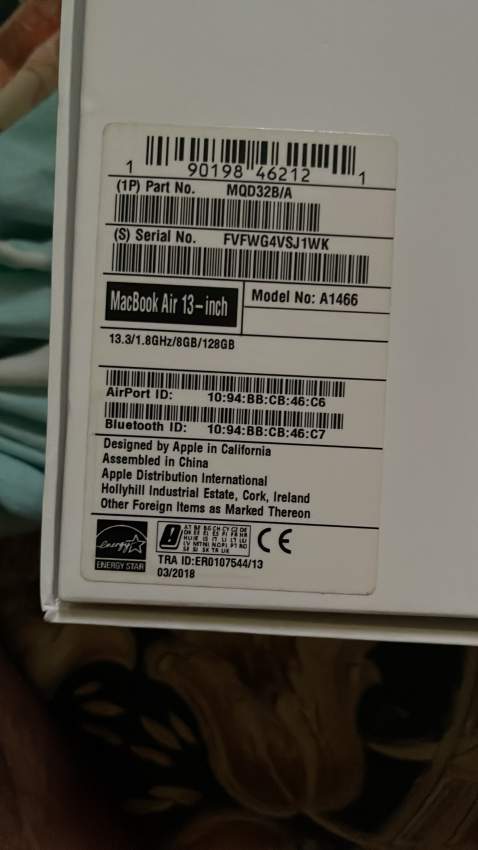 1 90198 46212 1
(1P) Part No. MQD32B/A
(S) Serial No. FVFWG4VSJ1WK
MacBook Air 13-inch
Model No: A1466
13.3/1.8GHz/8GB/128GB
AirPort ID: 10:94:BB:CB:46:C6
Bluetooth ID: 10:94:BB:CB:46:C7
Designed by Apple in California
Assembled in China
Apple Distribution International
Hollyhill Industrial Estate, Cork, Ireland
Other Foreign Items as Marked Thereon
energy
ENERGY STAR
CE
TRA ID:ER0107544/13
03/2018